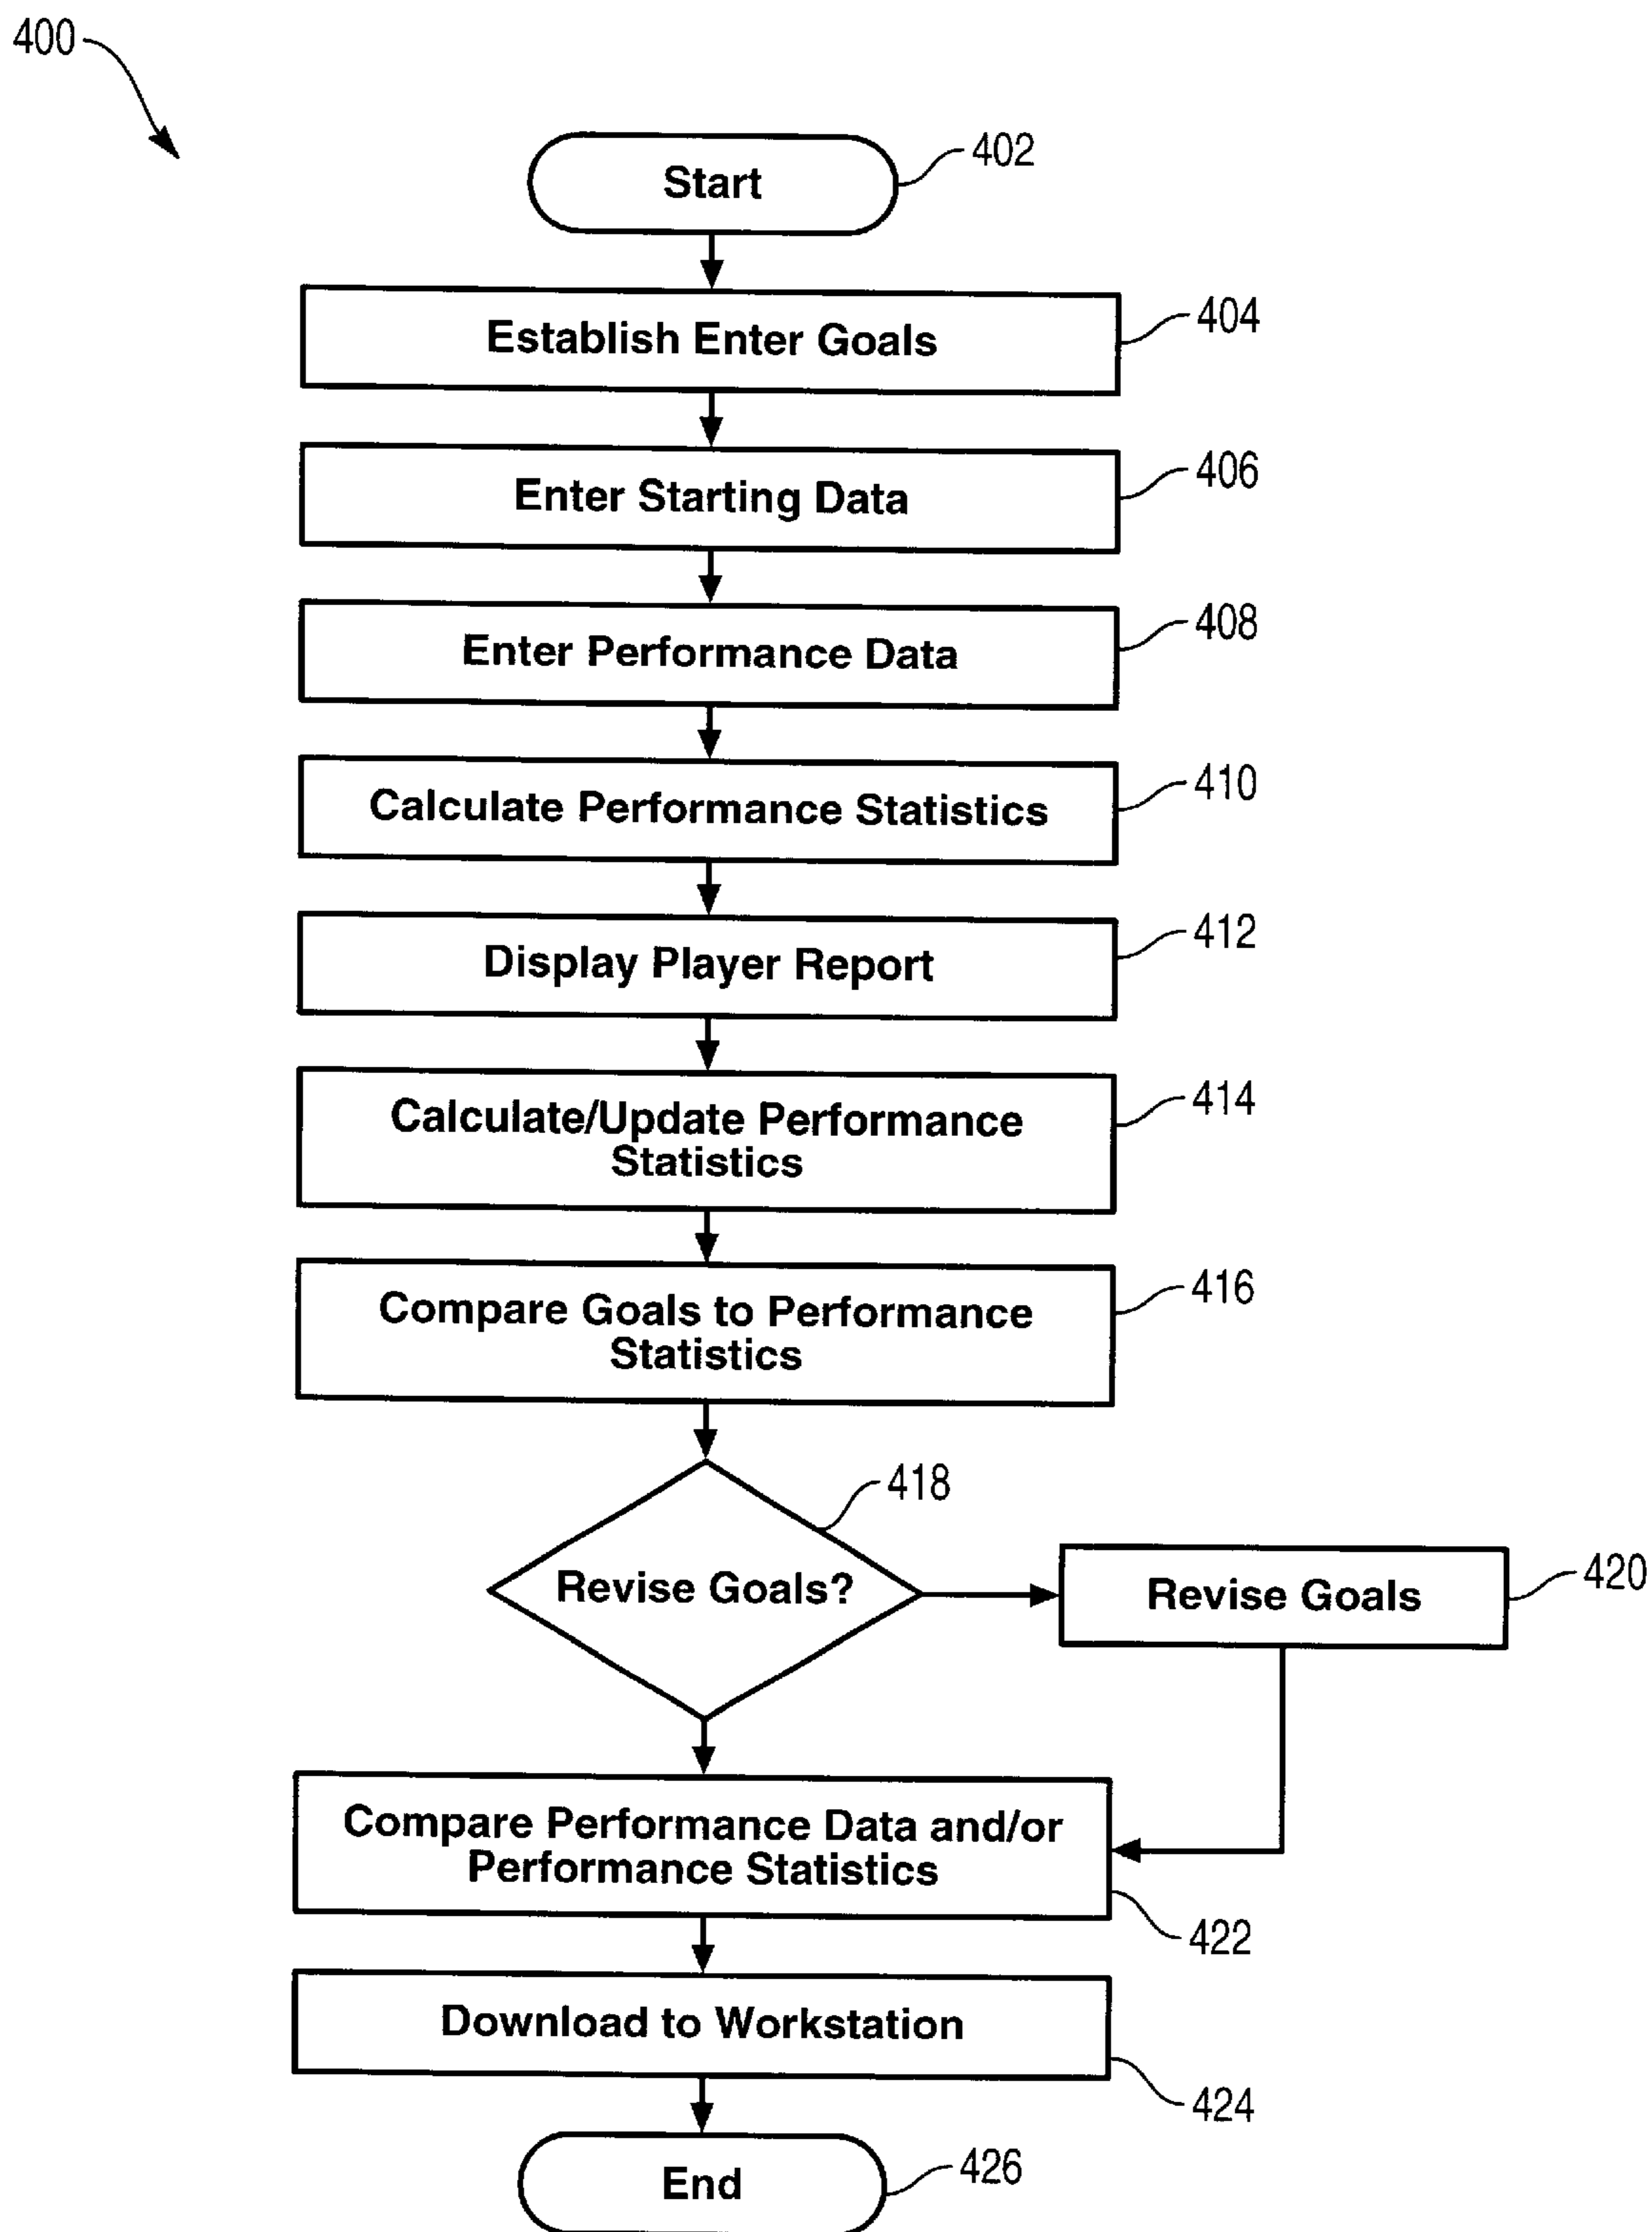 400
Start
402
Establish Enter Goals
404
Enter Starting Data
406
Enter Performance Data
408
Calculate Performance Statistics
410
Display Player Report
412
Calculate/Update Performance
Statistics
414
Compare Goals to Performance
Statistics
416
Revise Goals?
418
Revise Goals
420
Compare Performance Data and/or
Performance Statistics
422
Download to Workstation
424
End
426